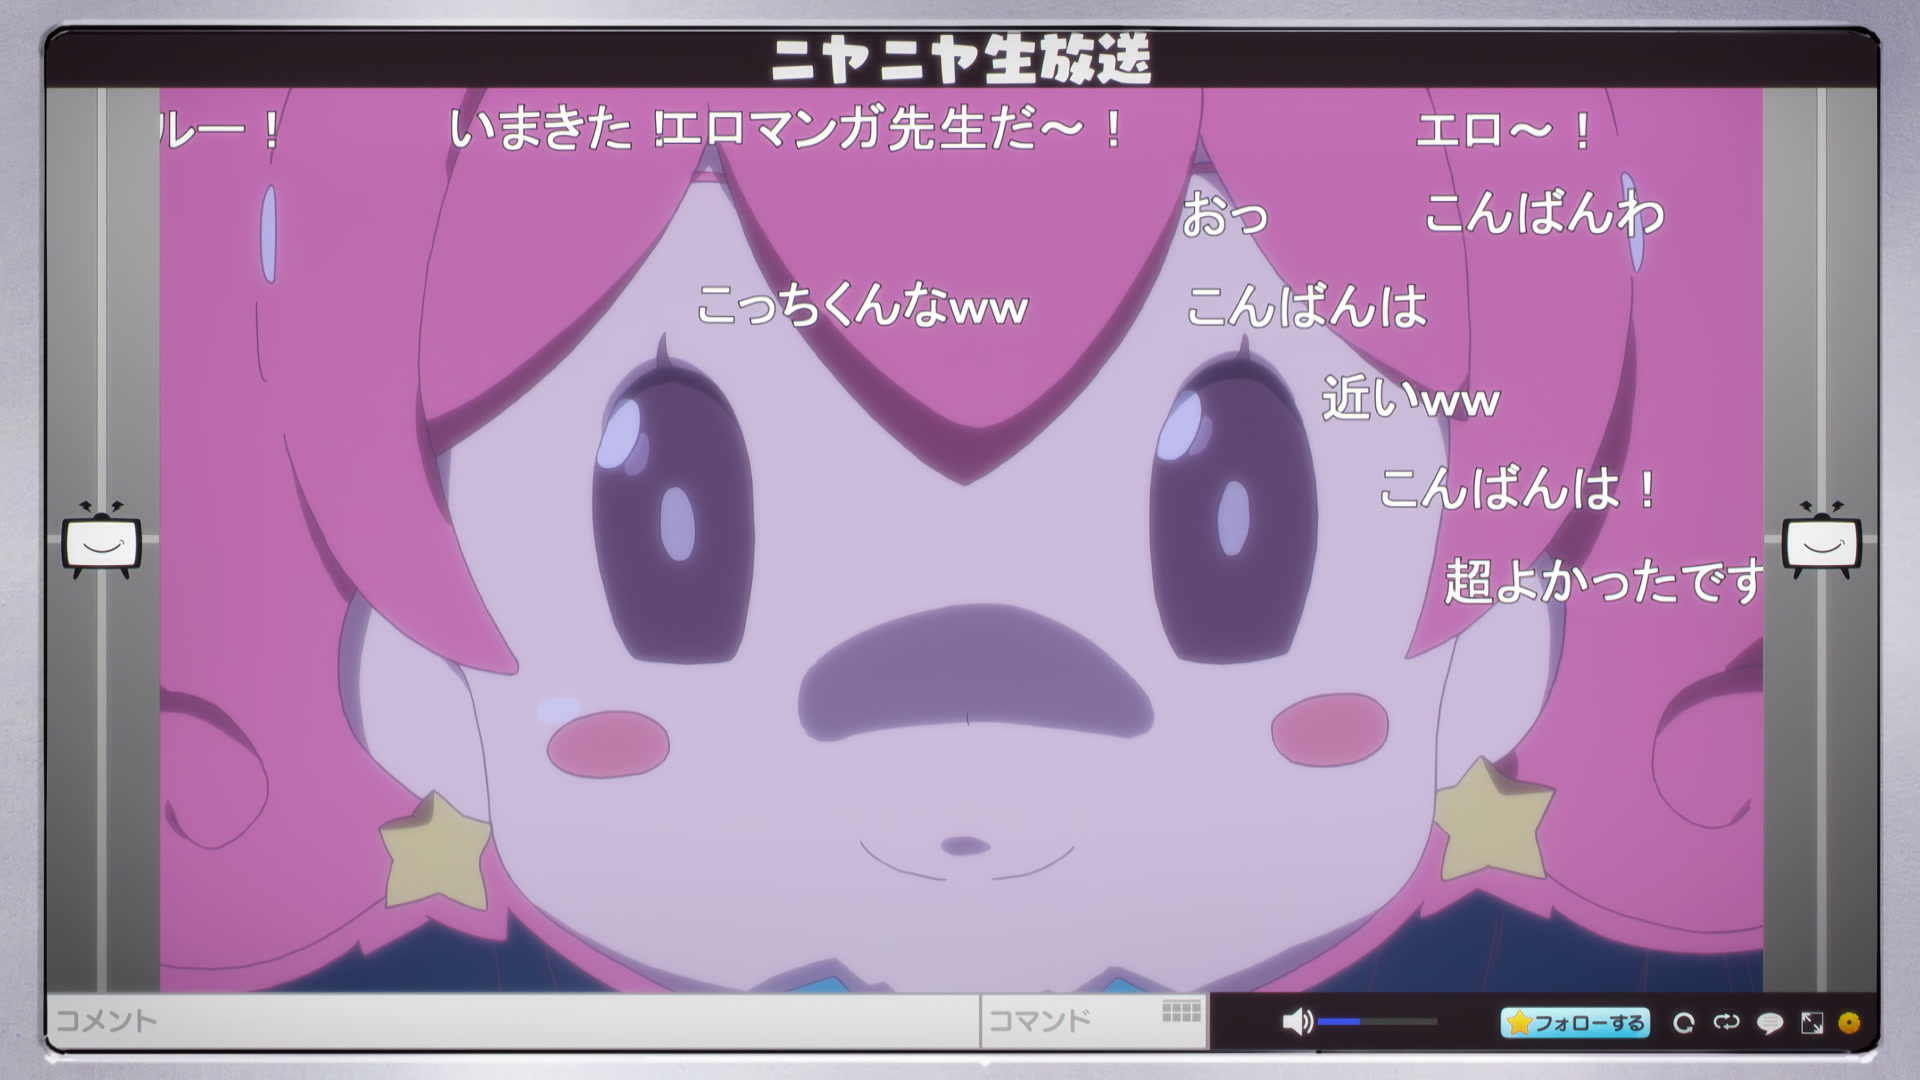 ニヤニヤ生放送
ルー！
いまきた！
エロマンガ先生だ～！
エロ～！
おっ
こんばんわ
こっちくんなww
こんばんは
近いww
こんばんは！
超よかったです
コメント
コマンド
フォローする